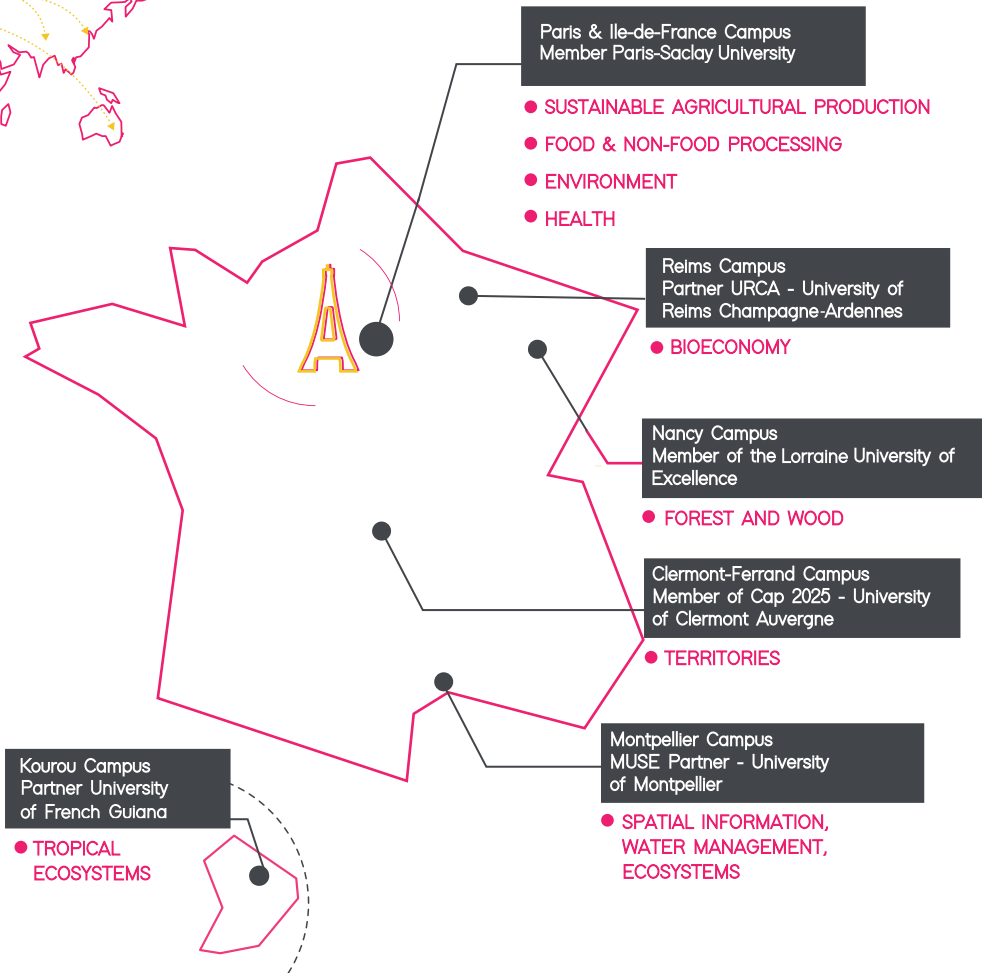 Paris & Ile-de-France Campus
Member Paris-Saclay University
SUSTAINABLE AGRICULTURAL PRODUCTION
FOOD & NON-FOOD PROCESSING
ENVIRONMENT
HEALTH
Reims Campus
Partner URCA - University of
Reims Champagne-Ardennes
BIOECONOMY
Nancy Campus
Member of the Lorraine University of
Excellence
FOREST AND WOOD
Clermont-Ferrand Campus
Member of Cap 2025 - University
of Clermont Auvergne
TERRITORIES
Montpellier Campus
MUSE Partner - University
of Montpellier
SPATIAL INFORMATION,
WATER MANAGEMENT,
ECOSYSTEMS
Kourou Campus
Partner University
of French Guiana
TROPICAL
ECOSYSTEMS